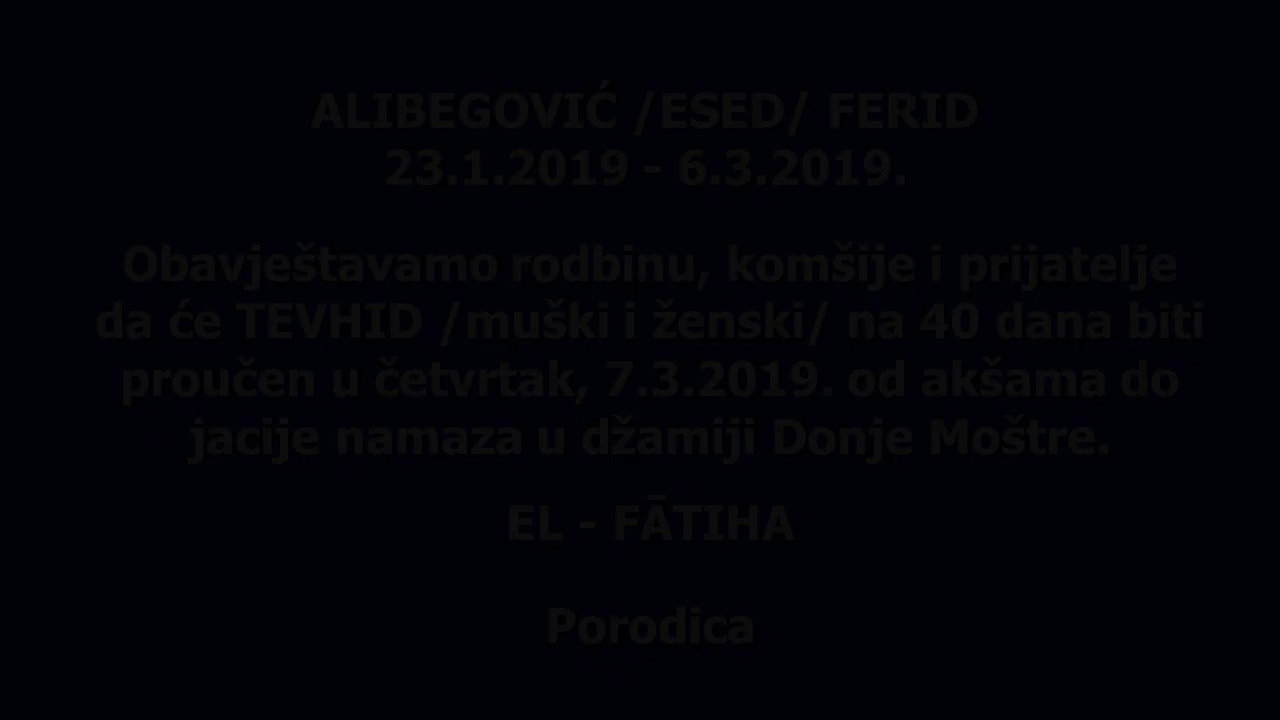 ALIBEGOVIĆ /ESED/ FERID
23.1.2019 - 6.3.2019.
Obavještavamo rodbinu, komšije i prijatelje
da će TEVHID /muški i ženski/ na 40 dana biti
proučen u četvrtak, 7.3.2019. od akšama do
jacije namaza u džamiji Donje Moštre.
EL - FĀTIHA
Porodica